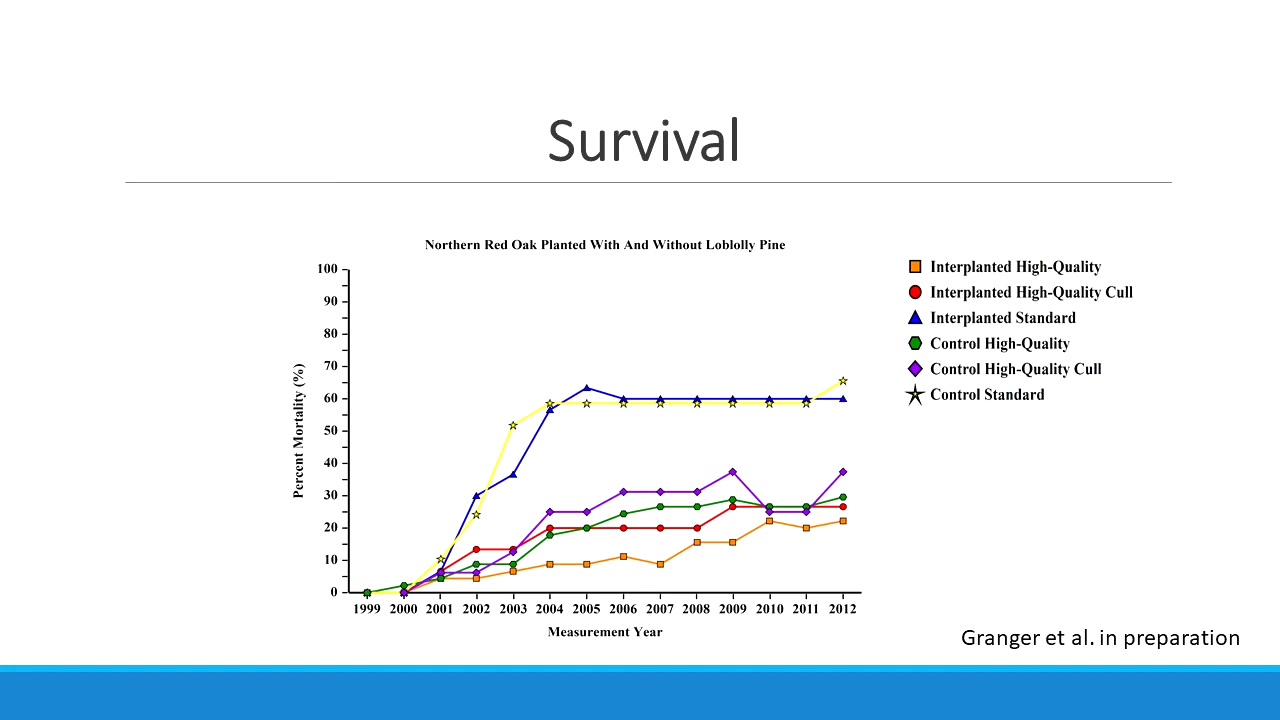 Survival
Northern Red Oak Planted With And Without Loblolly Pine
100
90
80
70
60
50
40
30
20
10
0
Percent Mortality (%)
1999 2000 2001 2002 2003 2004 2005 2006 2007 2008 2009 2010 2011 2012
Measurement Year
Interplanted High-Quality
Interplanted High-Quality Cull
Interplanted Standard
Control High-Quality
Control High-Quality Cull
Control Standard
Granger et al. in preparation